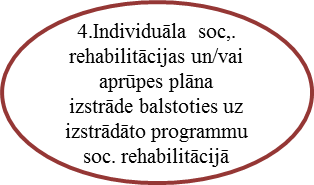 4.Individuāla  soc,.
rehabilitācijas un/vai
aprūpes plāna
izstrāde balstoties uz
izstrādāto programmu
soc. rehabilitācijā